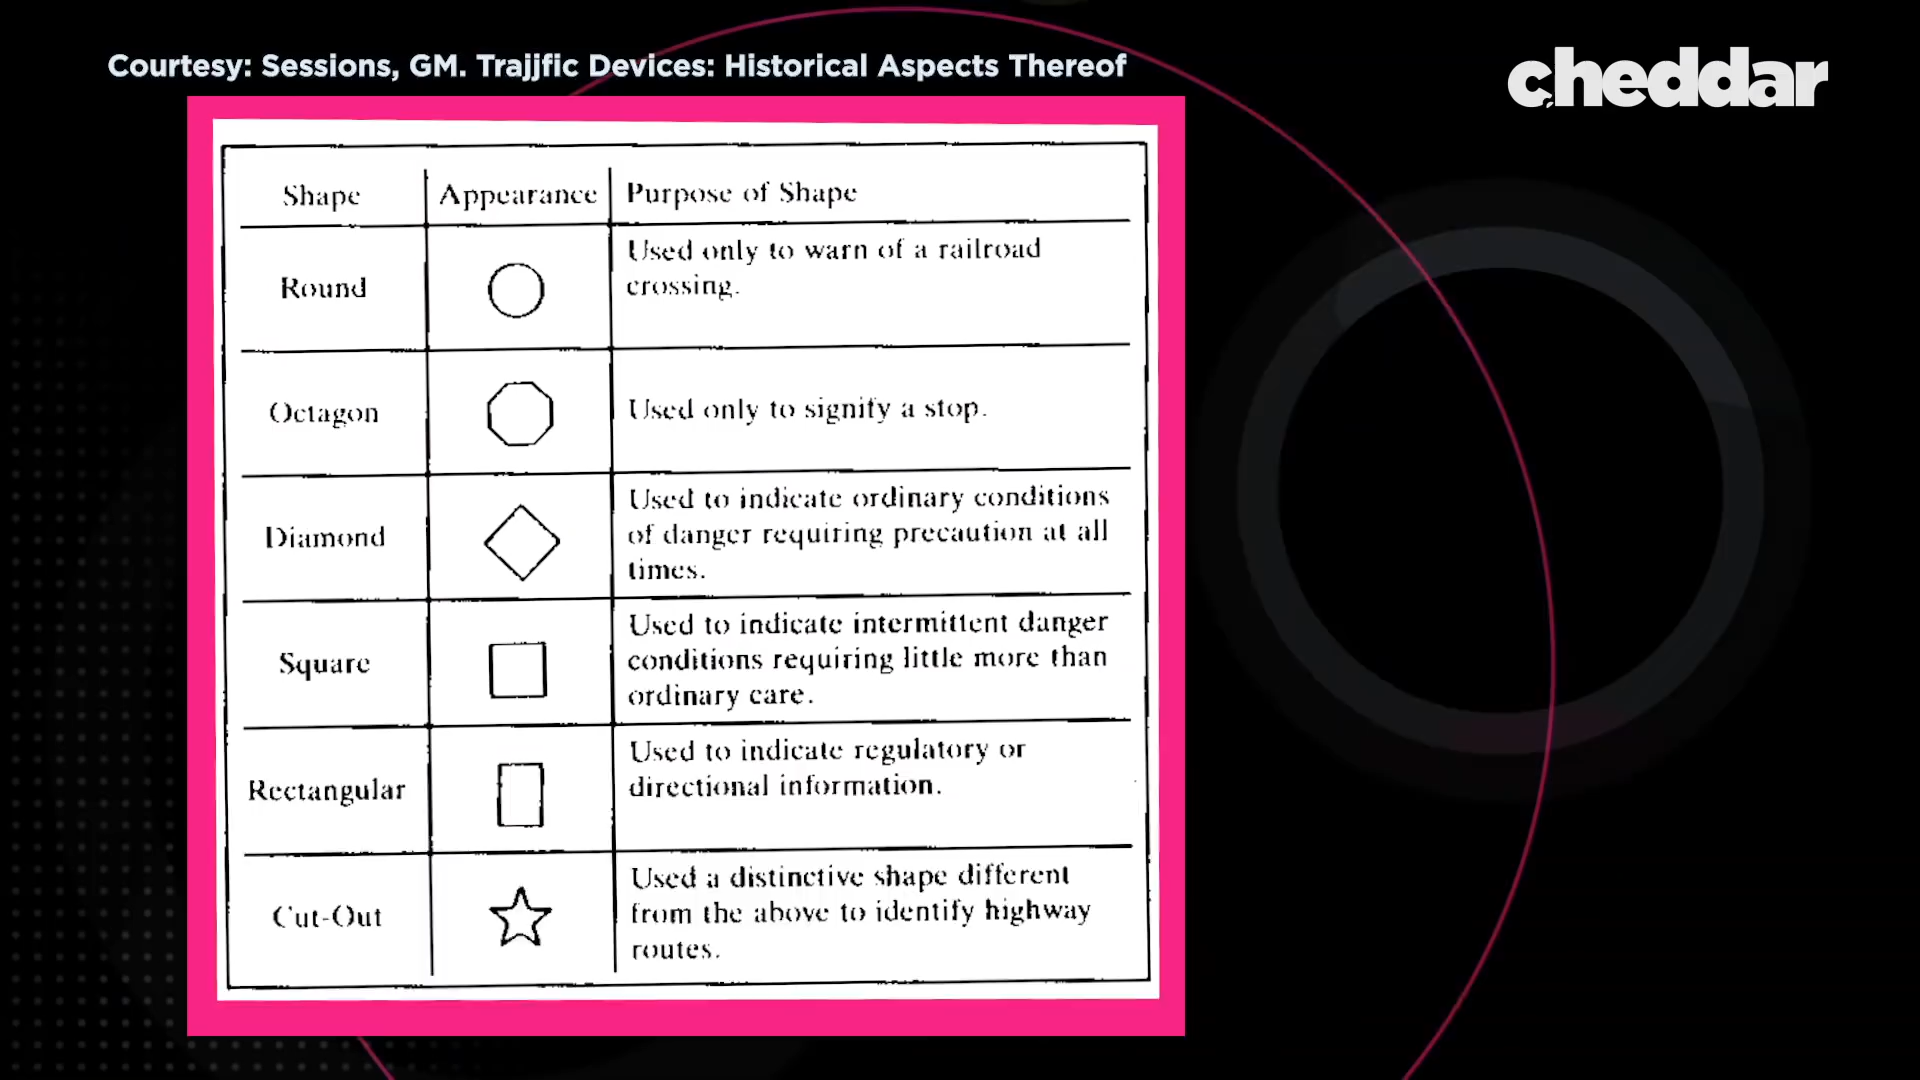 Courtesy: Sessions, GM. Trajjfic Devices: Historical Aspects Thereof
cheddar
Shape Appearance Purpose of Shape
Round
Used only to warn of a railroad
crossing.
Octagon
Used only to signify a stop.
Diamond
Used to indicate ordinary conditions
of danger requiring precaution at all
times.
Square
Used to indicate intermittent danger
conditions requiring little more than
ordinary care.
Rectangular
Used to indicate regulatory or
directional information.
Cut-Out
Used a distinctive shape different
from the above to identify highway
routes.